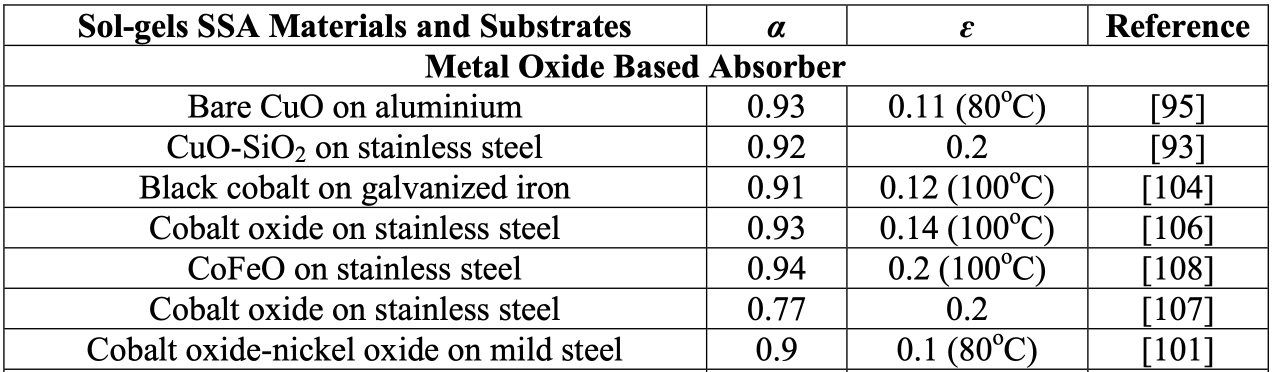 Sol-gels SSA Materials and Substrates α ε Reference
Metal Oxide Based Absorber
Bare CuO on aluminium 0.93 0.11 (80°C) [95]
CuO-SiO₂ on stainless steel 0.92 0.2 [93]
Black cobalt on galvanized iron 0.91 0.12 (100°C) [104]
Cobalt oxide on stainless steel 0.93 0.14 (100°C) [106]
CoFeO on stainless steel 0.94 0.2 (100°C) [108]
Cobalt oxide on stainless steel 0.77 0.2 [107]
Cobalt oxide-nickel oxide on mild steel 0.9 0.1 (80°C) [101]